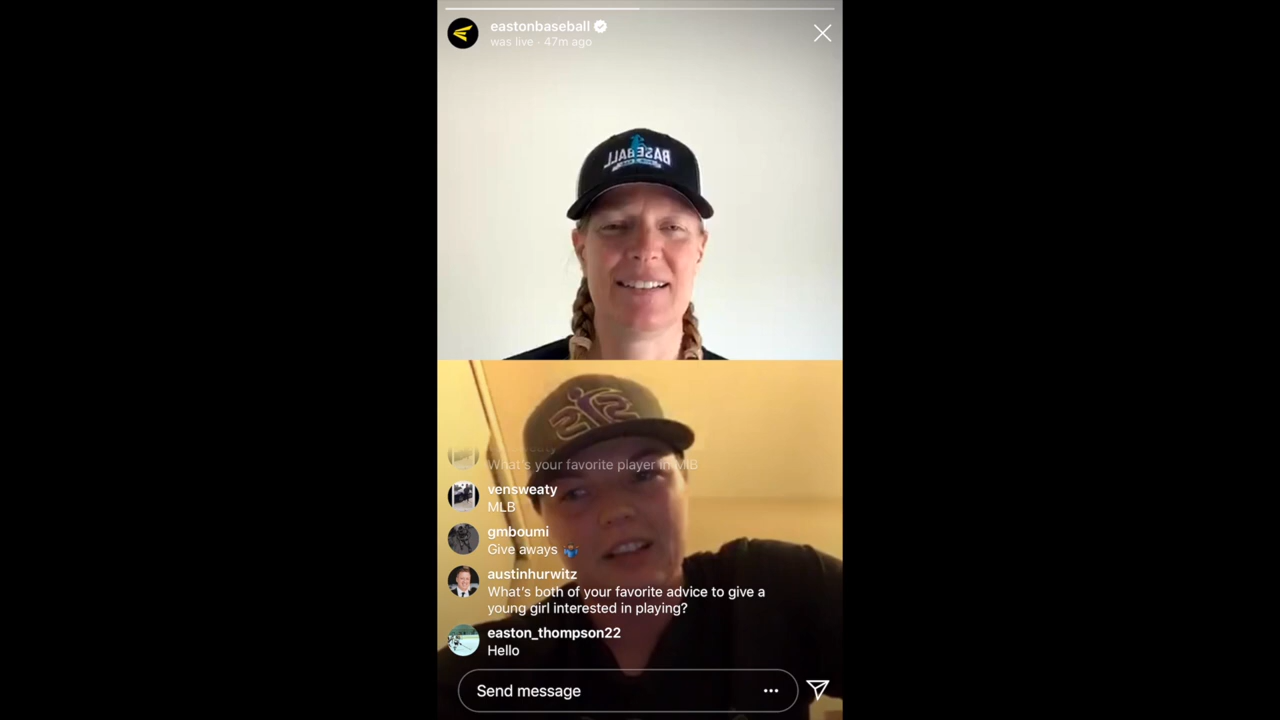 eastonbaseball
was live · 47m ago
BASEBALL
What's your favorite player in MlB
vensweaty
MLB
gmboumi
Give aways 🤷🏽‍♂️
austinhurwitz
What's both of your favorite advice to give a
young girl interested in playing?
easton_thompson22
Hello
Send message